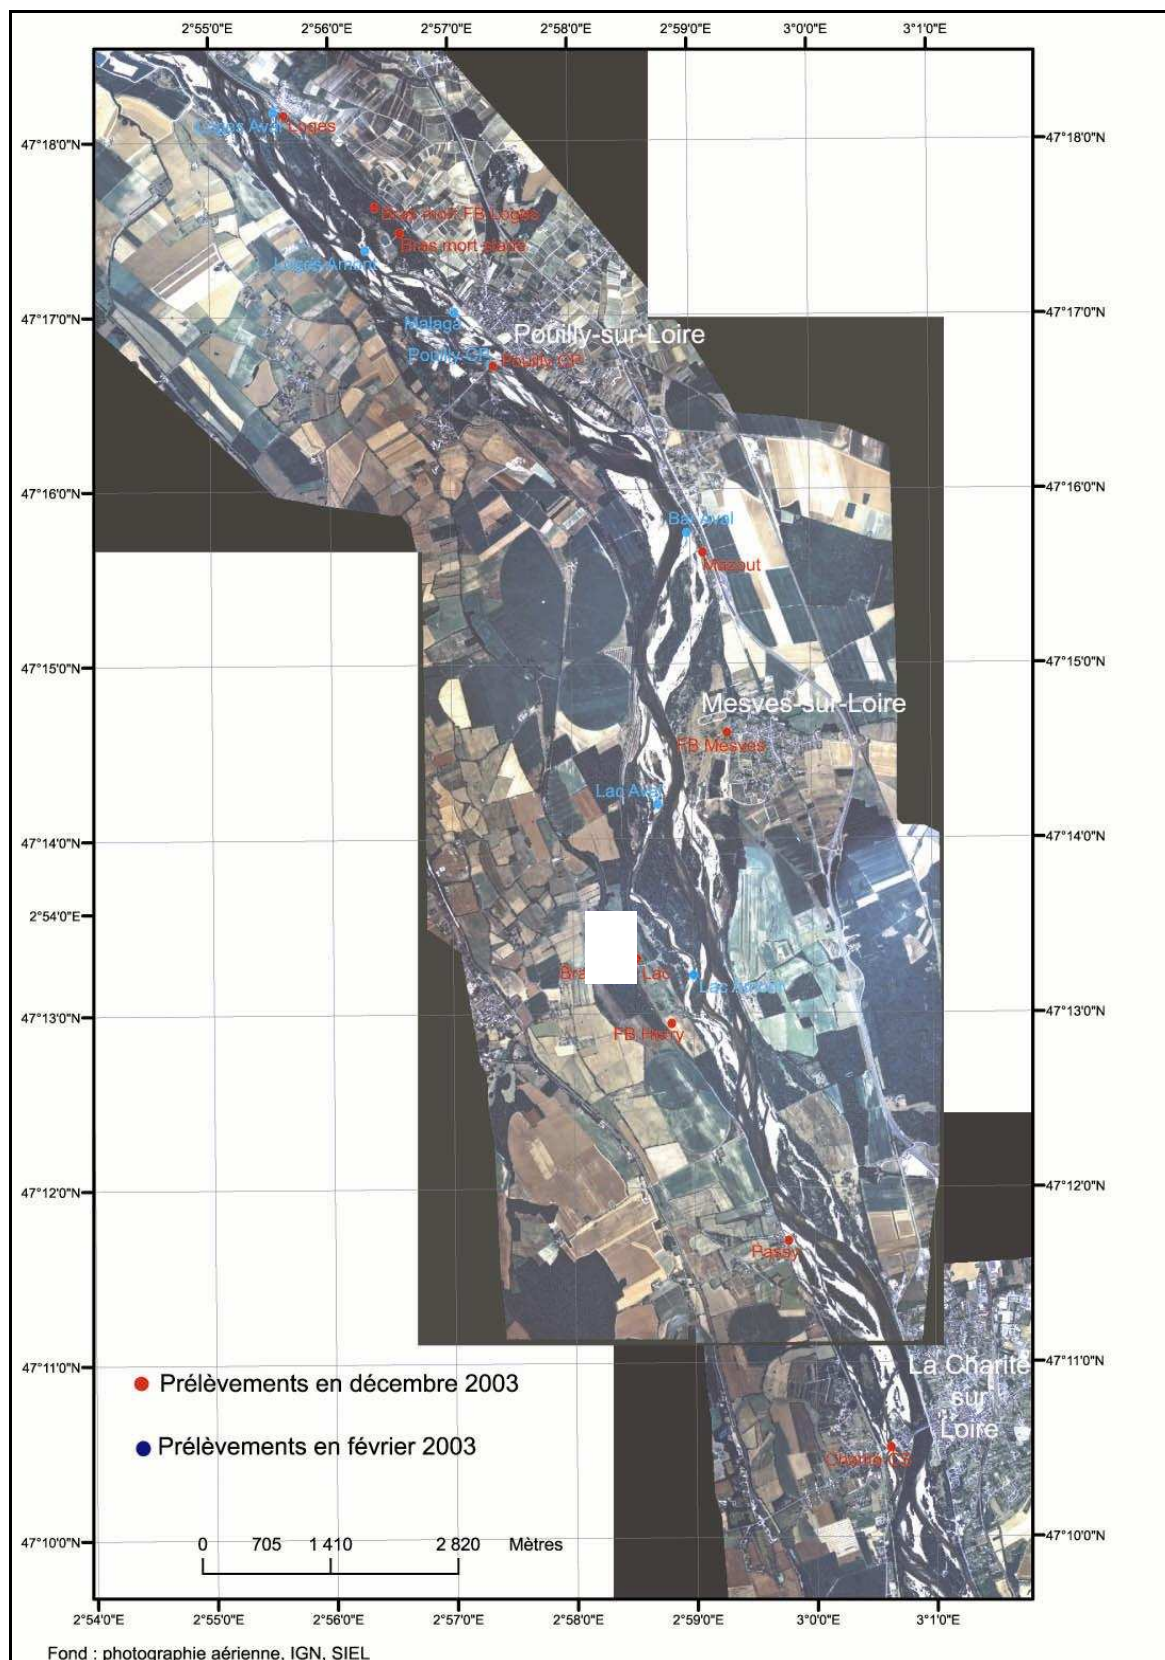 2°55'0"E 2°56'0"E 2°57'0"E 2°58'0"E 2°59'0"E 3°0'0"E 3°1'0"E
Loges Aval Loges
47°18'0"N 47°18'0"N
Bras mort FB Loges
Bras mort stade
Loges Amont
47°17'0"N 47°17'0"N
Malaga
Pouilly-sur-Loire
Pouilly CP Pouilly CP
47°16'0"N 47°16'0"N
Bar Aval
Mazout
47°15'0"N 47°15'0"N
Mesves-sur-Loire
FB Mesves
Lac Aval
47°14'0"N 47°14'0"N
2°54'0"E
Lac Lac Amont
47°13'0"N 47°13'0"N
FB Herry
47°12'0"N 47°12'0"N
Passy
47°11'0"N 47°11'0"N
La Charité
sur
Loire
Prélèvements en décembre 2003
Prélèvements en février 2003
Charité CS
47°10'0"N 47°10'0"N
0 705 1 410 2 820 Mètres
2°54'0"E 2°55'0"E 2°56'0"E 2°57'0"E 2°58'0"E 2°59'0"E 3°0'0"E 3°1'0"E
Fond : photographie aérienne, IGN, SIEL